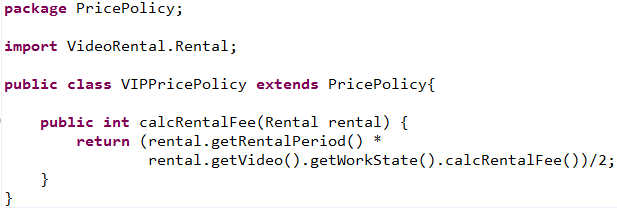 package PricePolicy;
import VideoRental.Rental;
public class VIPPricePolicy extends PricePolicy{
public int calcRentalFee(Rental rental) {
return (rental.getRentalPeriod() *
rental.getVideo().getWorkState().calcRentalFee())/2;
}
}